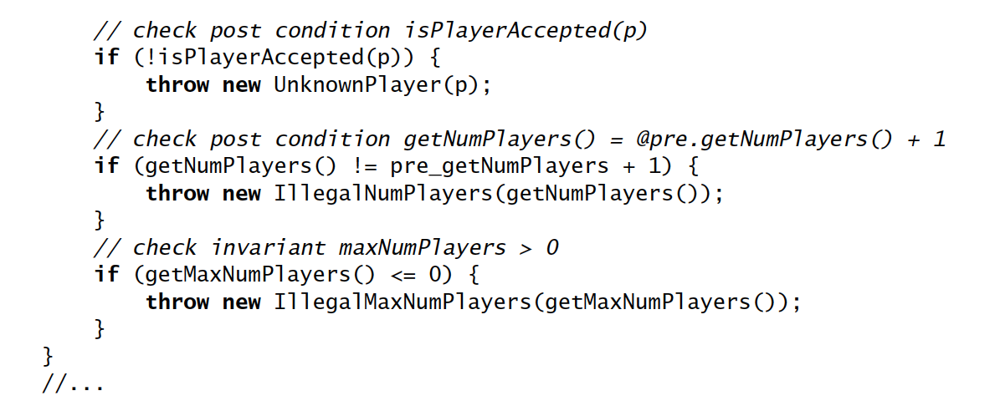 // check post condition isPlayerAccepted(p)
if (!isPlayerAccepted(p)) {
throw new UnknownPlayer(p);
}
// check post condition getNumPlayers() = @pre.getNumPlayers() + 1
if (getNumPlayers() != pre_getNumPlayers + 1) {
throw new IllegalNumPlayers(getNumPlayers());
}
// check invariant maxNumPlayers > 0
if (getMaxNumPlayers() <= 0) {
throw new IllegalMaxNumPlayers(getMaxNumPlayers());
}
}
//...